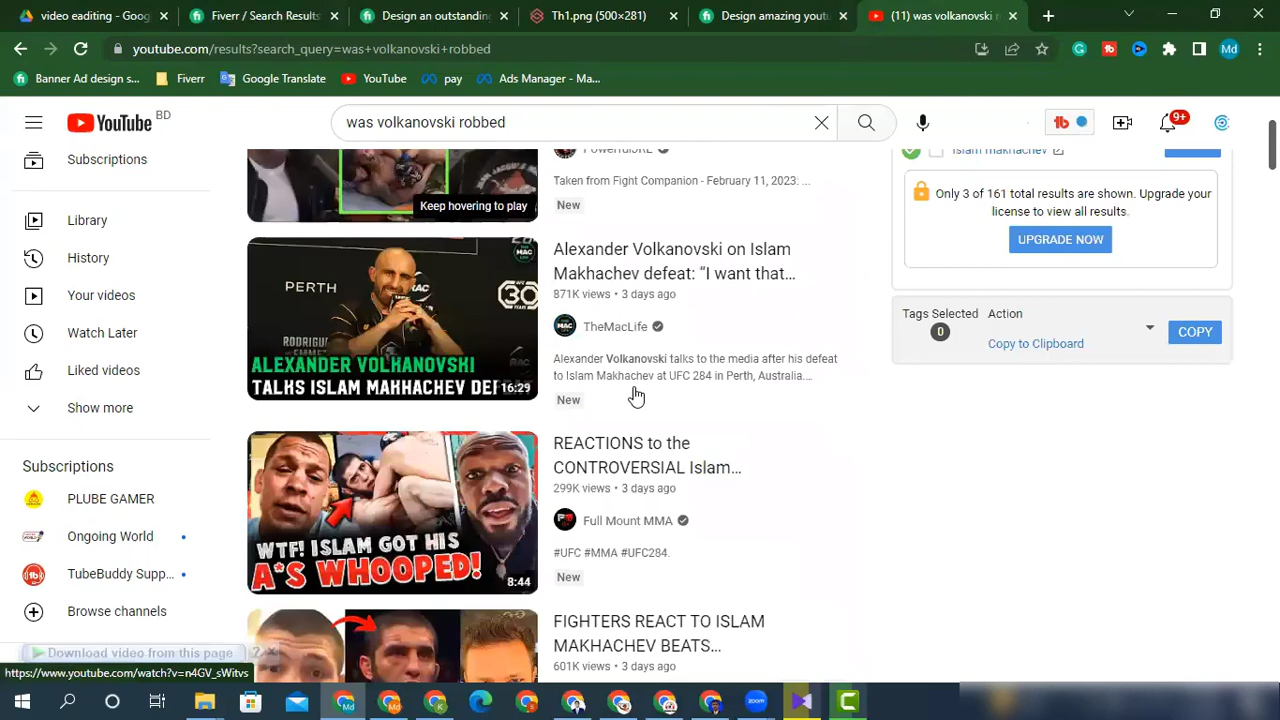 video eaditing - Goog
Fiverr / Search Results
Design an outstanding
Th1.png (500×281)
Design amazing yout
(11) was volkanovski r
youtube.com/results?search_query=was+volkanovski+robbed
Md
Banner Ad design s...
Fiverr
Google Translate
YouTube
pay
Ads Manager - Ma...
YouTube BD
was volkanovski robbed
9+
Subscriptions
Library
History
Your videos
Watch Later
Liked videos
Show more
Subscriptions
PLUBE GAMER
Ongoing World
TubeBuddy Supp...
Browse channels
Download video from this page
?
https://www.youtube.com/watch?v=n4GV_sWitvs
Keep hovering to play
PowerfulJRE
Taken from Fight Companion - February 11, 2023: ...
New
PERTH
ALEXANDER VOLKANOVSKI
TALKS ISLAM MAKHACHEV DEF
16:29
Alexander Volkanovski on Islam
Makhachev defeat: “I want that...
871K views • 3 days ago
TheMacLife
Alexander Volkanovski talks to the media after his defeat
to Islam Makhachev at UFC 284 in Perth, Australia....
New
WTF! ISLAM GOT HIS
A*S WHOOPED!
8:44
REACTIONS to the
CONTROVERSIAL Islam...
299K views • 3 days ago
Full Mount MMA
#UFC #MMA #UFC284.
New
FIGHTERS REACT TO ISLAM
MAKHACHEV BEATS...
601K views • 3 days ago
islam makhachev
Only 3 of 161 total results are shown. Upgrade your
license to view all results.
UPGRADE NOW
Tags Selected
0
Action
Copy to Clipboard
COPY
zoom